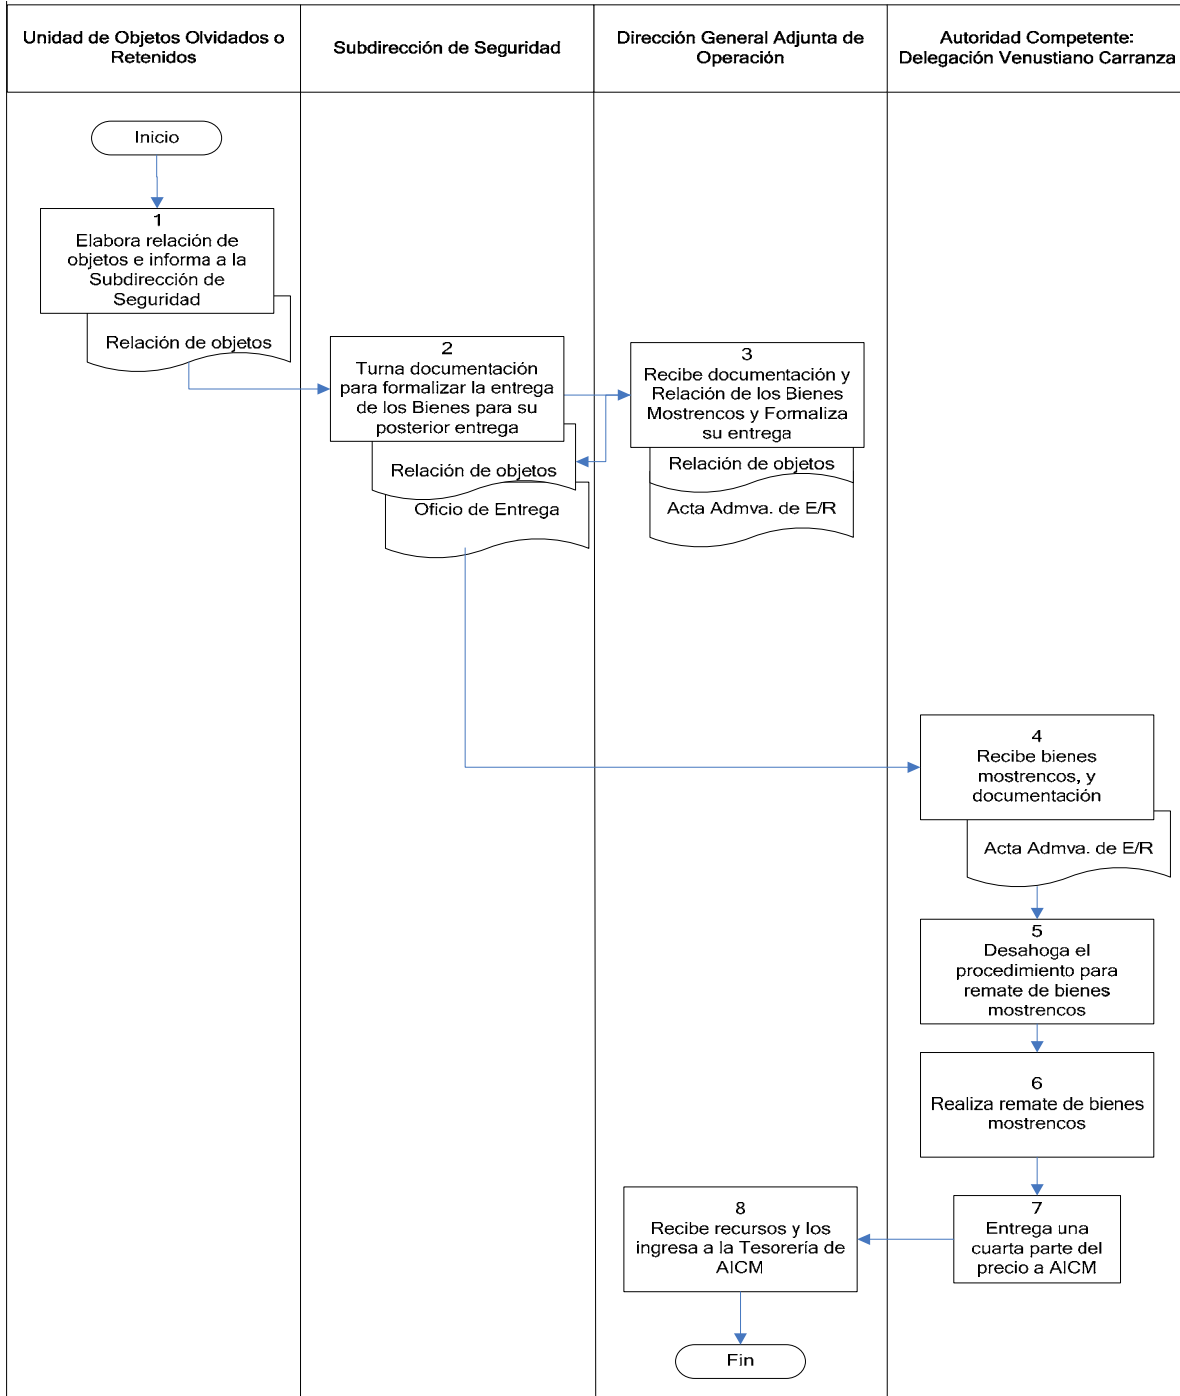 Unidad de Objetos Olvidados o
Retenidos
Subdirección de Seguridad
Dirección General Adjunta de
Operación
Autoridad Competente:
Delegación Venustiano Carranza
Inicio
1
Elabora relación de
objetos e informa a la
Subdirección de
Seguridad
Relación de objetos
2
Turna documentación
para formalizar la entrega
de los Bienes para su
posterior entrega
Relación de objetos
Oficio de Entrega
3
Recibe documentación y
Relación de los Bienes
Mostrencos y Formaliza
su entrega
Relación de objetos
Acta Admva. de E/R
4
Recibe bienes
mostrencos, y
documentación
Acta Admva. de E/R
5
Desahoga el
procedimiento para
remate de bienes
mostrencos
6
Realiza remate de bienes
mostrencos
7
Entrega una
cuarta parte del
precio a AICM
8
Recibe recursos y los
ingresa a la Tesorería de
AICM
Fin